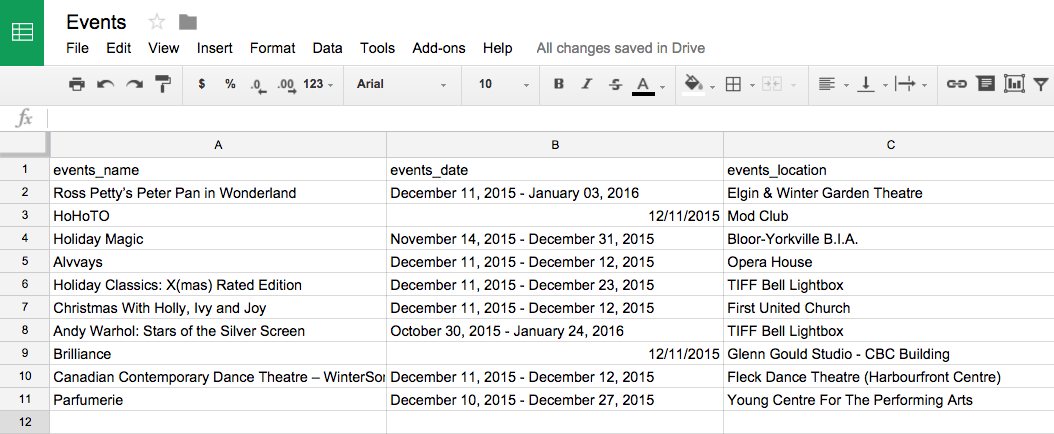 Events
File Edit View Insert Format Data Tools Add-ons Help All changes saved in Drive
$ % .0 .00 123 Arial 10 B I S A
fx
A B C
1 events_name events_date events_location
2 Ross Petty's Peter Pan in Wonderland December 11, 2015 - January 03, 2016 Elgin & Winter Garden Theatre
3 HoHoTO 12/11/2015 Mod Club
4 Holiday Magic November 14, 2015 - December 31, 2015 Bloor-Yorkville B.I.A.
5 Alvvays December 11, 2015 - December 12, 2015 Opera House
6 Holiday Classics: X(mas) Rated Edition December 11, 2015 - December 23, 2015 TIFF Bell Lightbox
7 Christmas With Holly, Ivy and Joy December 11, 2015 - December 12, 2015 First United Church
8 Andy Warhol: Stars of the Silver Screen October 30, 2015 - January 24, 2016 TIFF Bell Lightbox
9 Brilliance 12/11/2015 Glenn Gould Studio - CBC Building
10 Canadian Contemporary Dance Theatre – December 11, 2015 - December 12, 2015 Fleck Dance Theatre (Harbourfront Centre)
11 Parfumerie December 10, 2015 - December 27, 2015 Young Centre For The Performing Arts
12